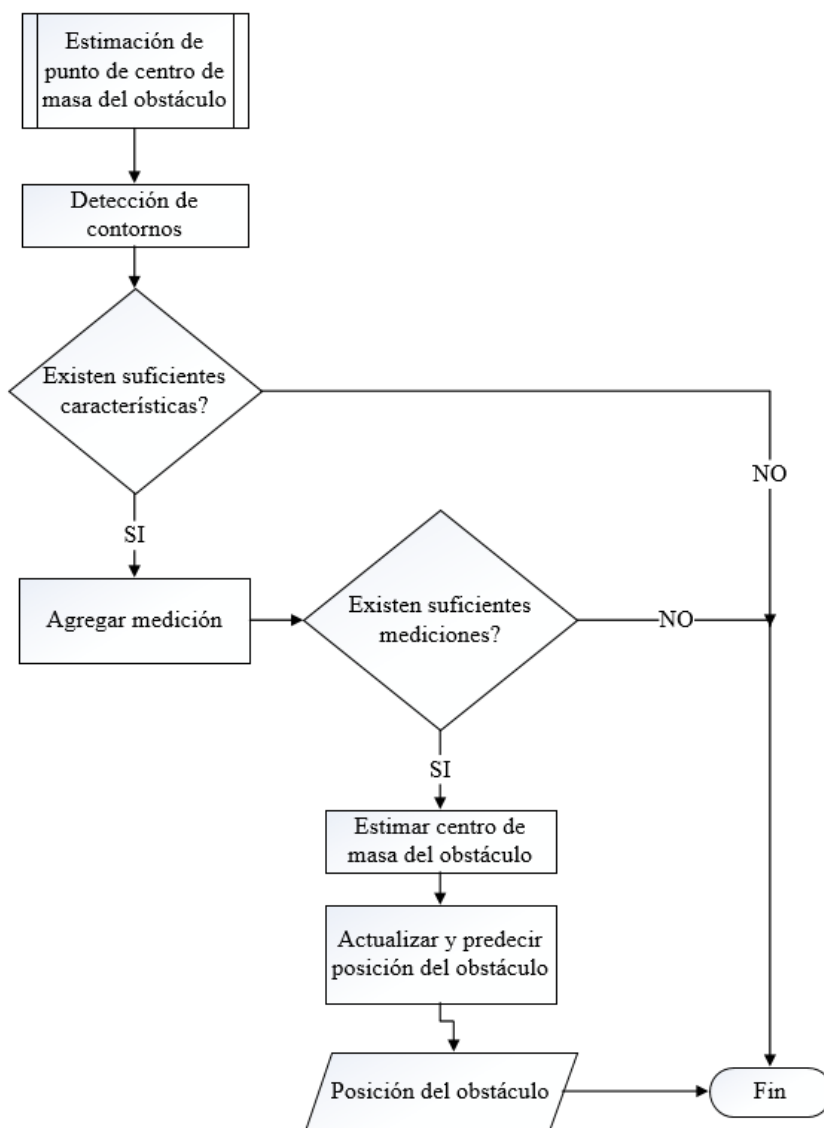 Estimación de
punto de centro de
masa del obstáculo
Detección de
contornos
Existen suficientes
características?
NO
SI
Agregar medición
Existen suficientes
mediciones?
NO
SI
Estimar centro de
masa del obstáculo
Actualizar y predecir
posición del obstáculo
Posición del obstáculo
Fin